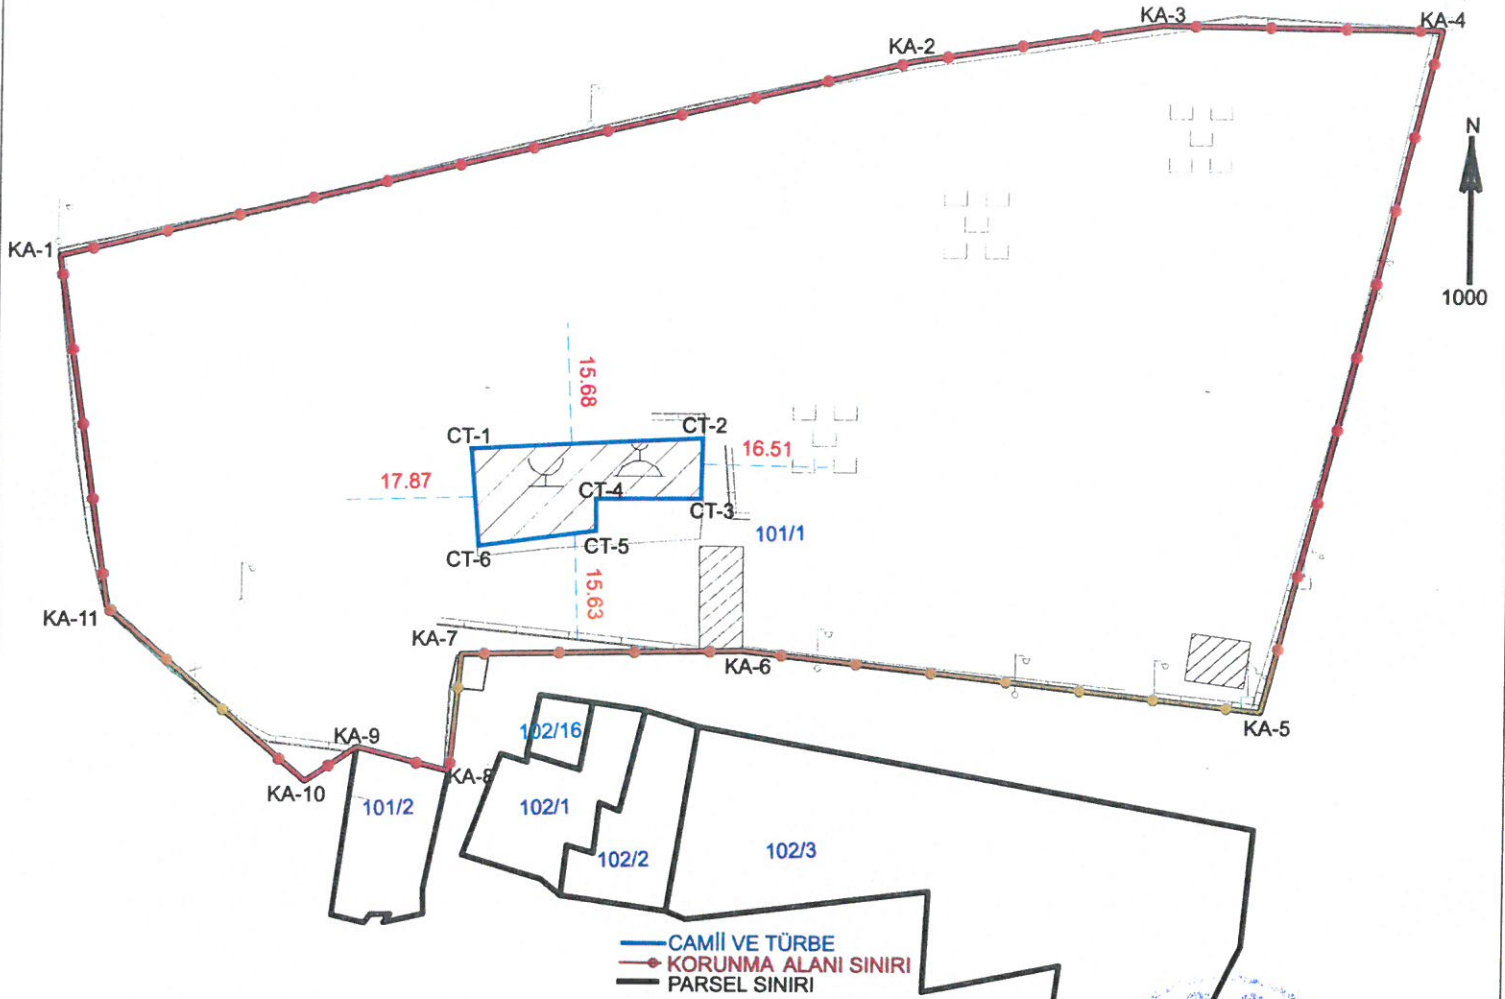 KA-3
KA-4
KA-2
N
KA-1
1000
15.68
CT-1
CT-2
16.51
17.87
CT-4
CT-3
101/1
CT-5
CT-6
15.63
KA-11
KA-7
KA-6
KA-5
102/16
KA-9
KA-8
KA-10
101/2
102/1
102/2
102/3
CAMİİ VE TÜRBE
KORUNMA ALANI SINIRI
PARSEL SINIRI